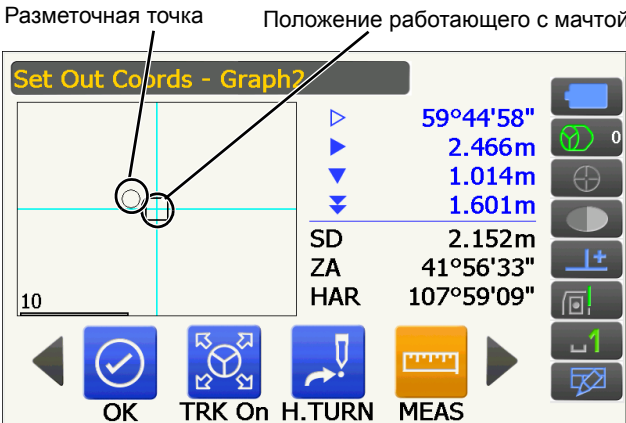 Разметочная точка
Положение работающего с мачтой
Set Out Coords - Graph2
59°44'58"
2.466m
1.014m
1.601m
SD 2.152m
ZA 41°56'33"
HAR 107°59'09"
10
0
1
OK TRK On H.TURN MEAS